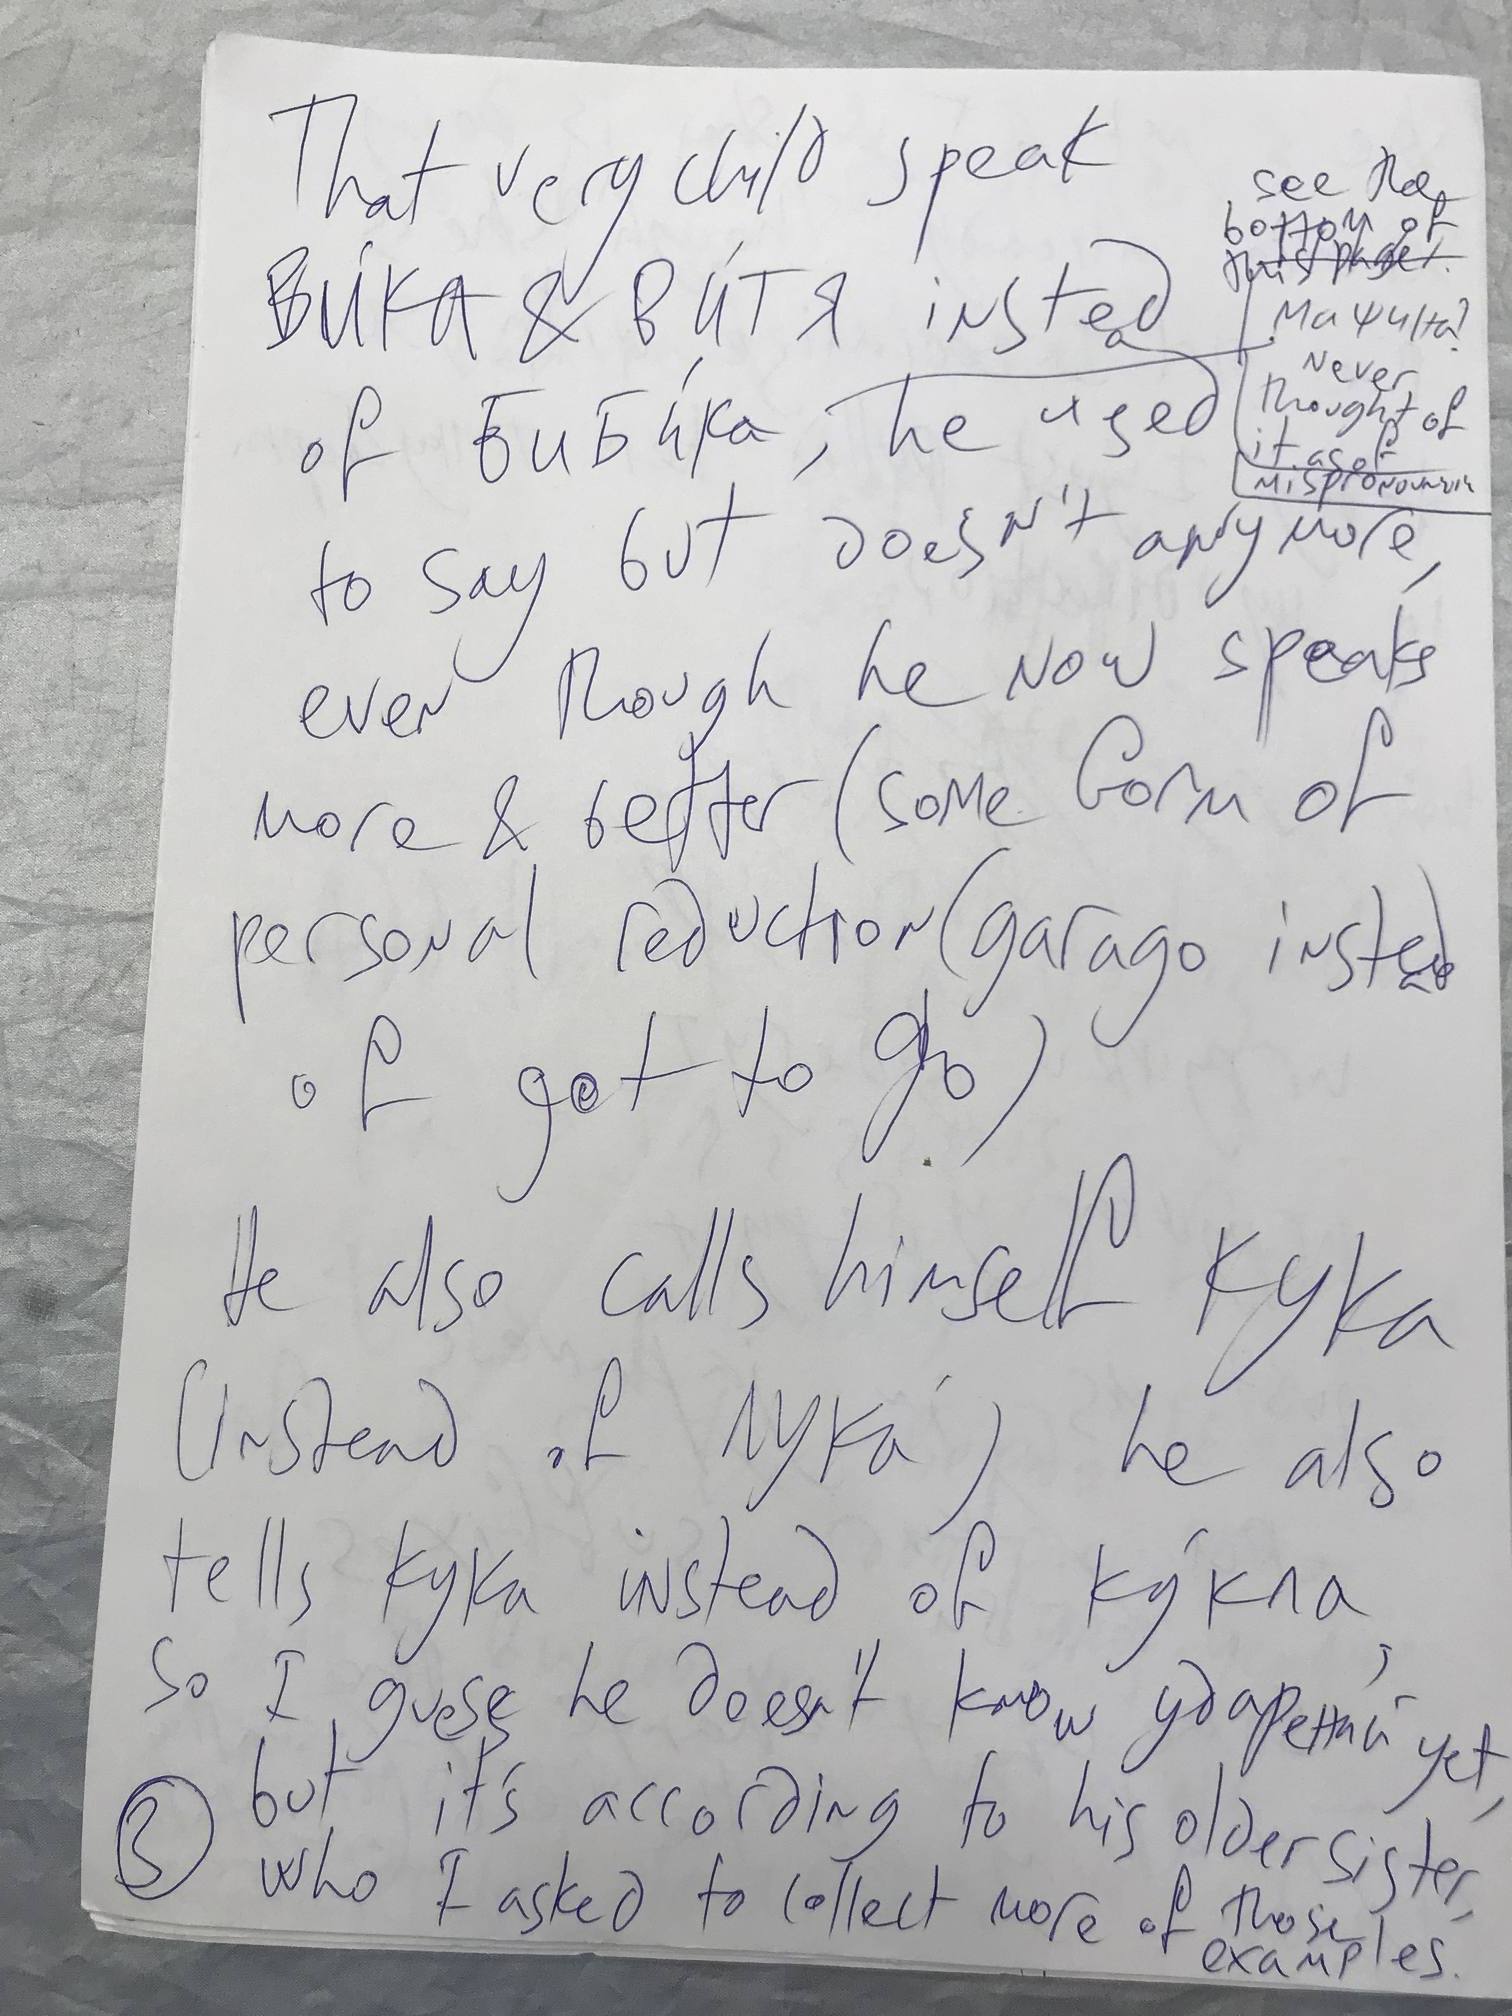 That very child speak
ВИ́КА & ВИ́ТЯ insted
of БиБи́ка, he used
to say but doesn't anymore,
even though he now speaks
more & better (some form of
personal reduction (garago insted
of got to go)
He also calls himself Кука
(instead of Лука́) he also
tells кука instead of ку́кла,
so I guess he doesn't know ударений yet,
but it's according to his older sister,
who I asked to collect more of those
examples.
3
see the
bottom of
this page.
Never
thought of
it as of